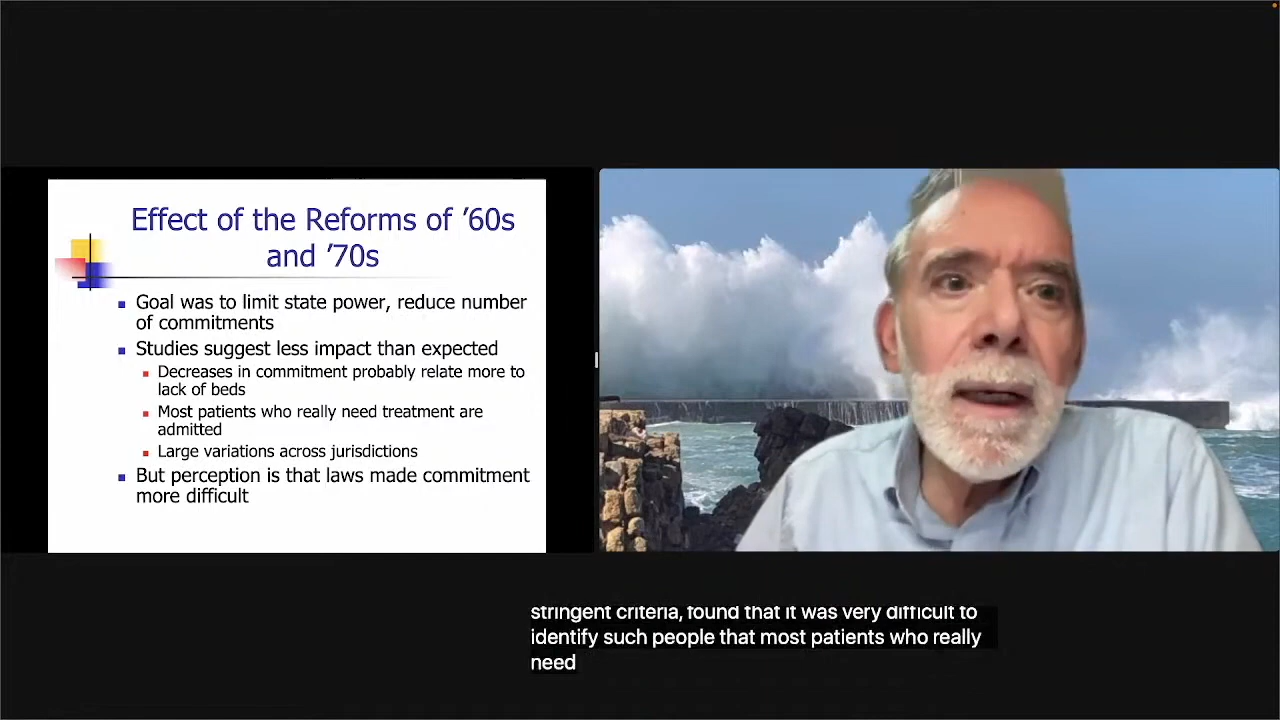 Effect of the Reforms of ’60s
and ’70s
Goal was to limit state power, reduce number
of commitments
Studies suggest less impact than expected
Decreases in commitment probably relate more to
lack of beds
Most patients who really need treatment are
admitted
Large variations across jurisdictions
But perception is that laws made commitment
more difficult
stringent criteria, found that it was very difficult to
identify such people that most patients who really
need